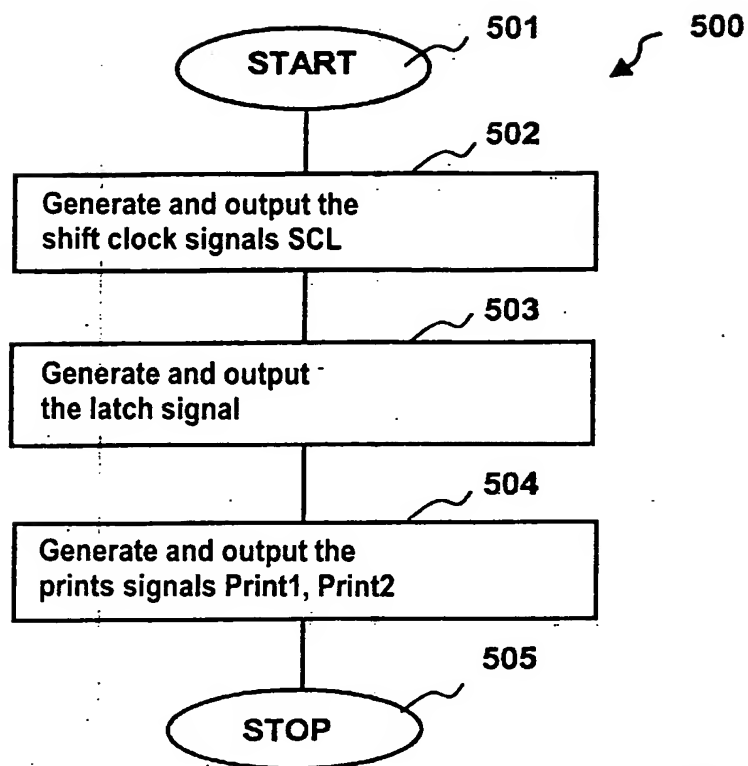 501
500
START
502
Generate and output the
shift clock signals SCL
503
Generate and output
the latch signal
504
Generate and output the
prints signals Print1, Print2
505
STOP